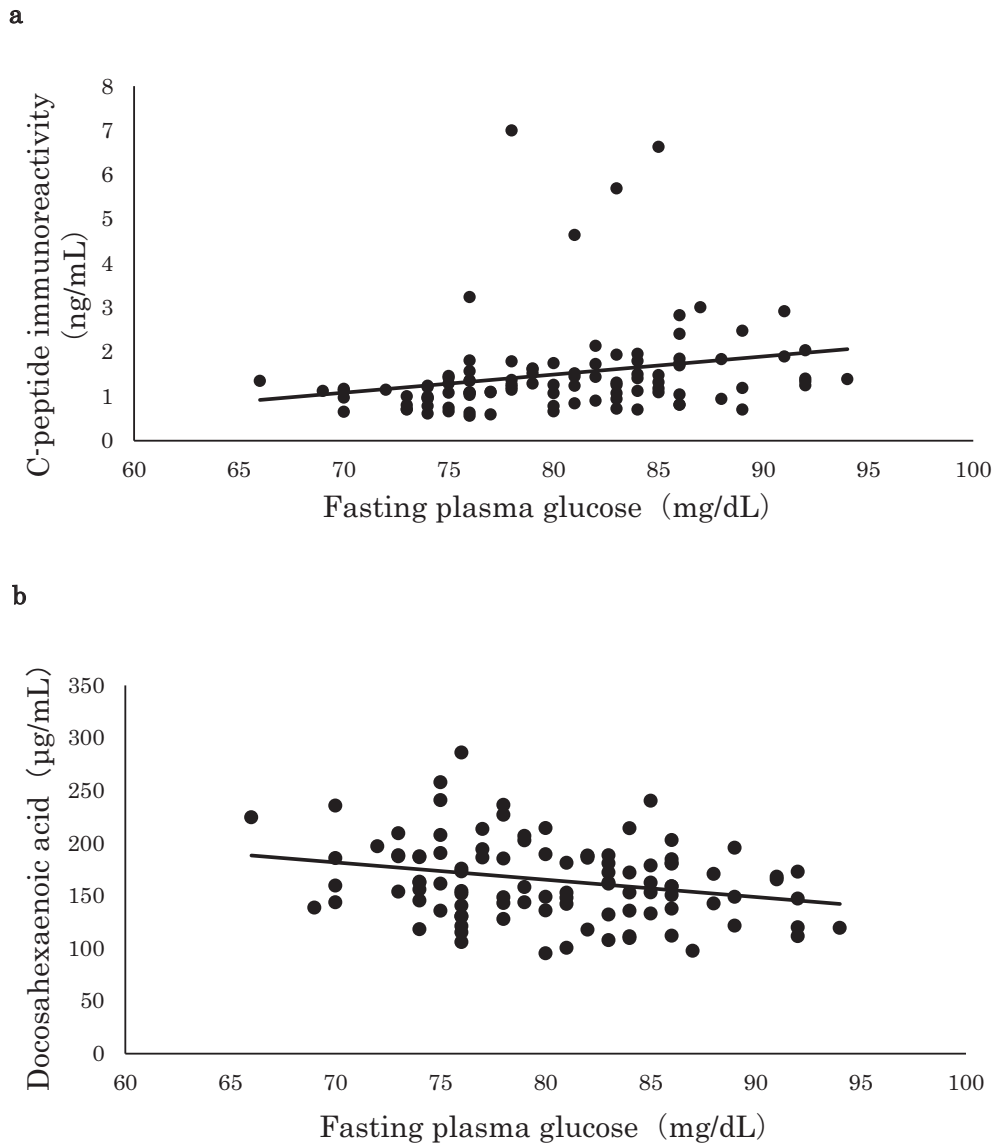 a
8
7
6
5
4
3
2
1
0
C-peptide immunoreactivity
(ng/mL)
60 65 70 75 80 85 90 95 100
Fasting plasma glucose (mg/dL)
b
350
300
250
200
150
100
50
0
Docosahexaenoic acid (µg/mL)
60 65 70 75 80 85 90 95 100
Fasting plasma glucose (mg/dL)